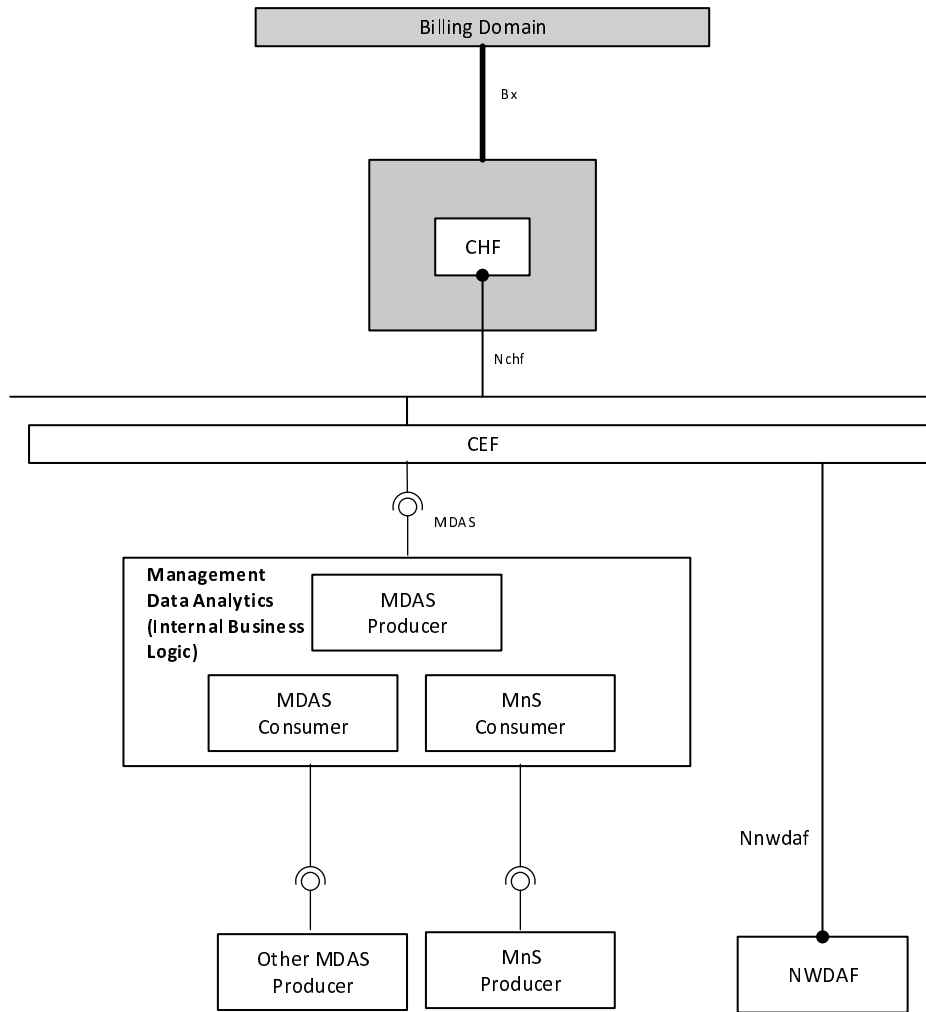 Billing Domain
Bx
CHF
Nchf
CEF
MDAS
Management
Data Analytics
(Internal Business
Logic)
MDAS
Producer
MDAS
Consumer
MnS
Consumer
Nnwdaf
Other MDAS
Producer
MnS
Producer
NWDAF